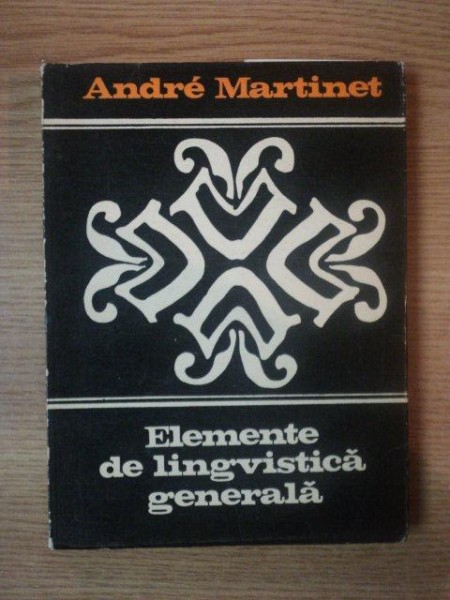 André Martinet
Elemente
de lingvistică
generală